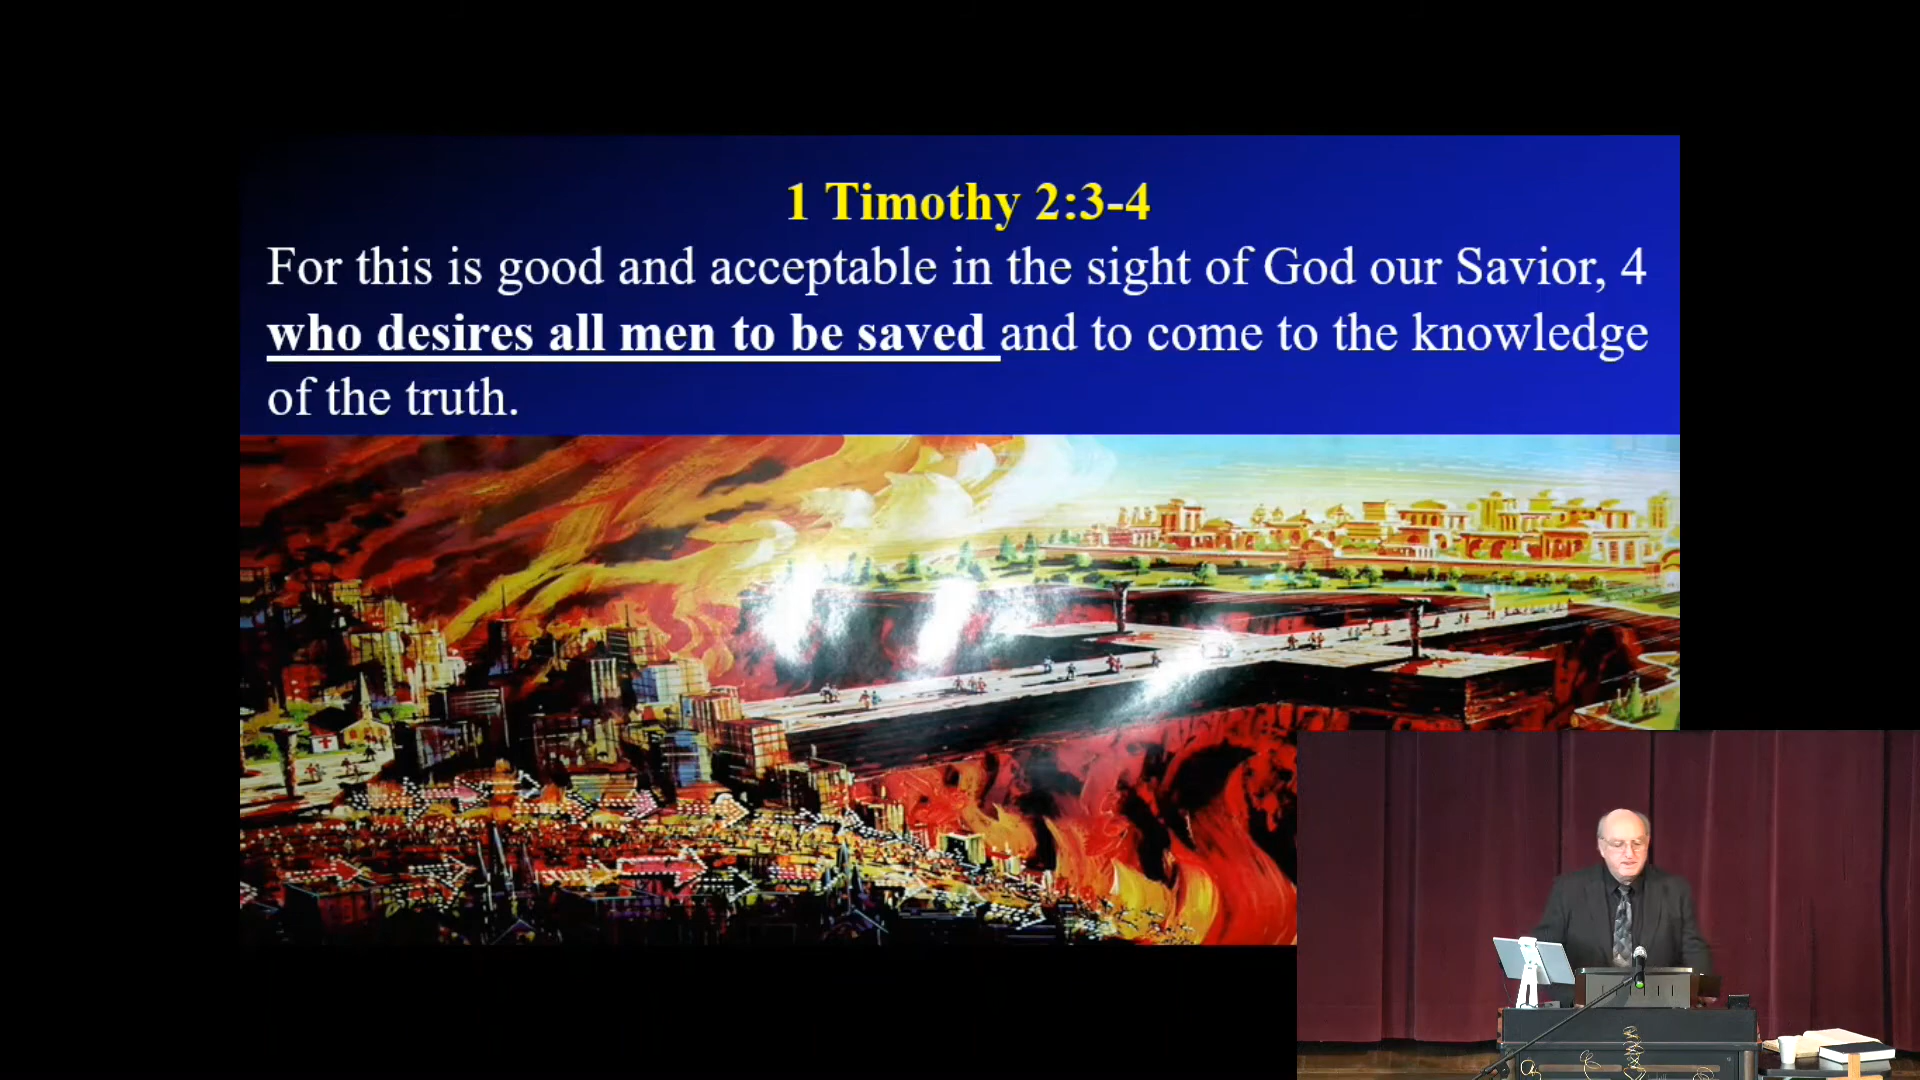 1 Timothy 2:3-4
For this is good and acceptable in the sight of God our Savior, 4
who desires all men to be saved and to come to the knowledge
of the truth.